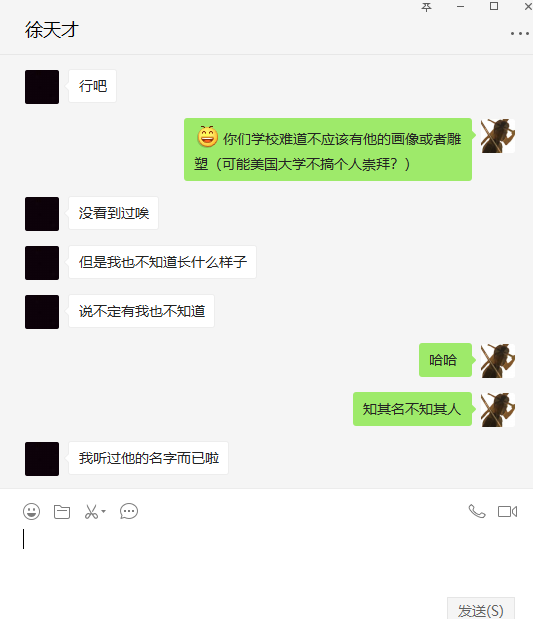 徐天才
行吧
你们学校难道不应该有他的画像或者雕
塑（可能美国大学不搞个人崇拜？）
没看到过唉
但是我也不知道长什么样子
说不定有我也不知道
哈哈
知其名不知其人
我听过他的名字而已啦
发送(S)